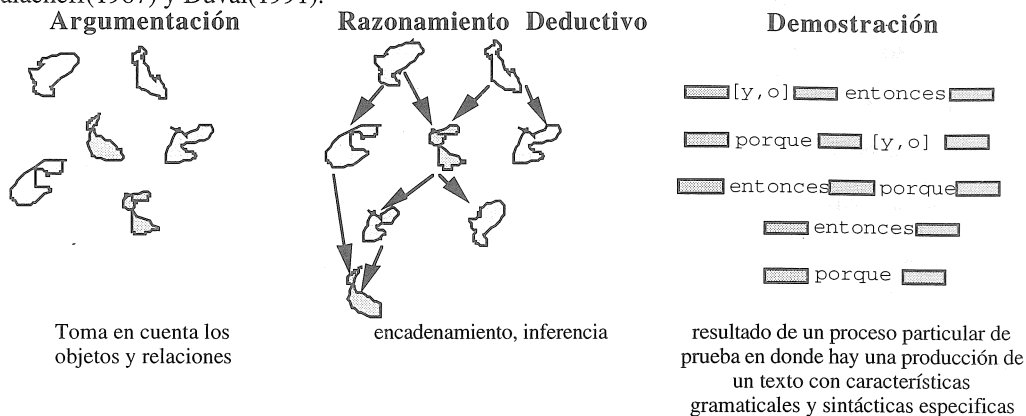 y Duval(1991).
Argumentación
Razonamiento Deductivo
Demostración
[y,o] entonces
porque [y,o]
entonces porque
entonces
porque
Toma en cuenta los
objetos y relaciones
encadenamiento, inferencia
resultado de un proceso particular de
prueba en donde hay una producción de
un texto con características
gramaticales y sintácticas especificas